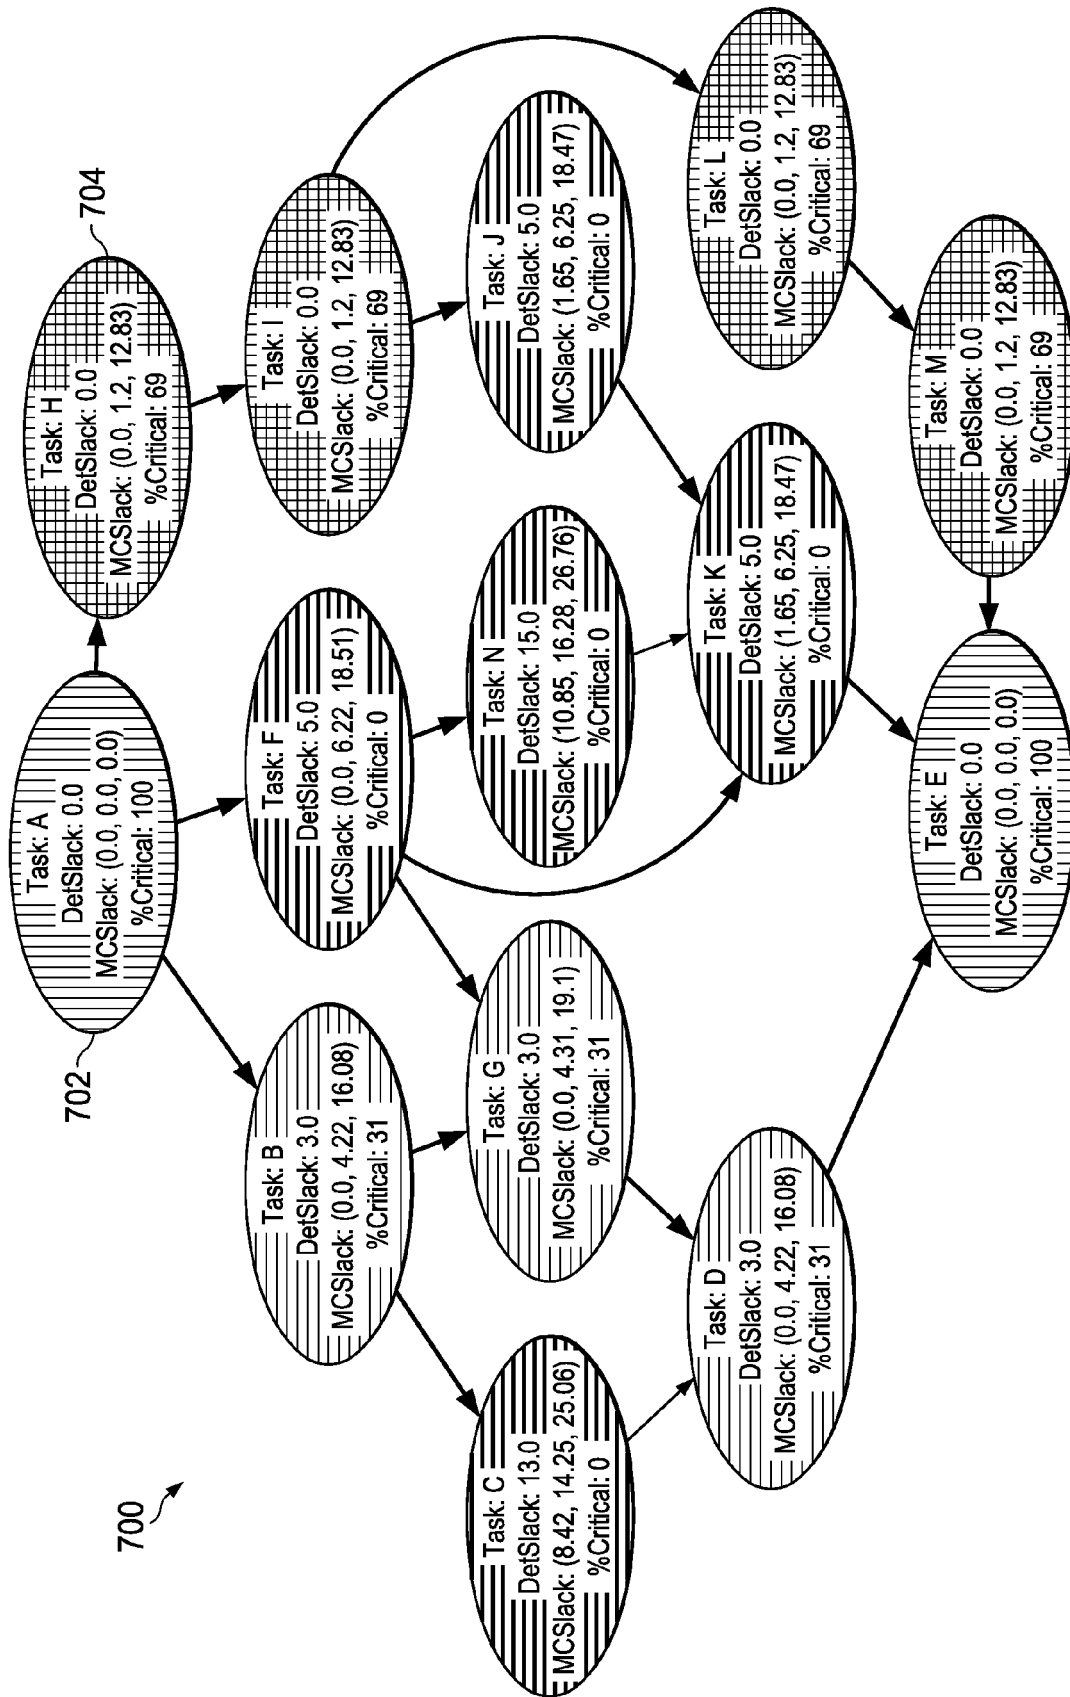 700
702
Task: A
DetSlack: 0.0
MCSlack: (0.0, 0.0, 0.0)
%Critical: 100
704
Task: H
DetSlack: 0.0
MCSlack: (0.0, 1.2, 12.83)
%Critical: 69
Task: B
DetSlack: 3.0
MCSlack: (0.0, 4.22, 16.08)
%Critical: 31
Task: F
DetSlack: 5.0
MCSlack: (0.0, 6.22, 18.51)
%Critical: 0
Task: I
DetSlack: 0.0
MCSlack: (0.0, 1.2, 12.83)
%Critical: 69
Task: C
DetSlack: 13.0
MCSlack: (8.42, 14.25, 25.06)
%Critical: 0
Task: G
DetSlack: 3.0
MCSlack: (0.0, 4.31, 19.1)
%Critical: 31
Task: N
DetSlack: 15.0
MCSlack: (10.85, 16.28, 26.76)
%Critical: 0
Task: J
DetSlack: 5.0
MCSlack: (1.65, 6.25, 18.47)
%Critical: 0
Task: D
DetSlack: 3.0
MCSlack: (0.0, 4.22, 16.08)
%Critical: 31
Task: K
DetSlack: 5.0
MCSlack: (1.65, 6.25, 18.47)
%Critical: 0
Task: L
DetSlack: 0.0
MCSlack: (0.0, 1.2, 12.83)
%Critical: 69
Task: E
DetSlack: 0.0
MCSlack: (0.0, 0.0, 0.0)
%Critical: 100
Task: M
DetSlack: 0.0
MCSlack: (0.0, 1.2, 12.83)
%Critical: 69